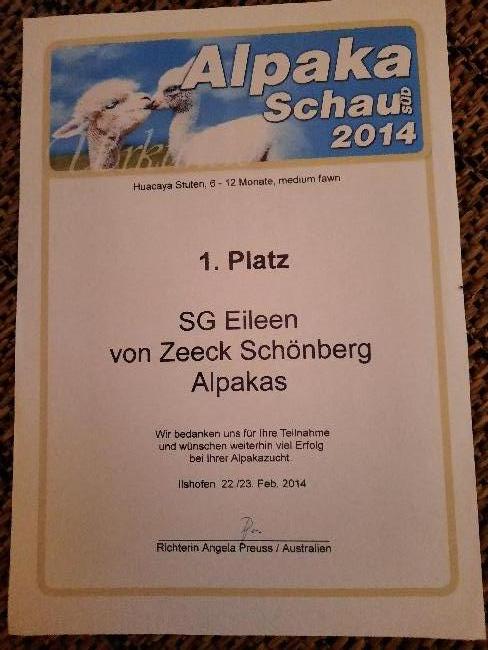 Alpaka
Schau SÜD
2014
Huacaya Stuten, 6 - 12 Monate, medium fawn
1. Platz
SG Eileen
von Zeeck Schönberg
Alpakas
Wir bedanken uns für Ihre Teilnahme
und wünschen weiterhin viel Erfolg
bei Ihrer Alpakazucht.
Ilshofen 22./23. Feb. 2014
Richterin Angela Preuss / Australien